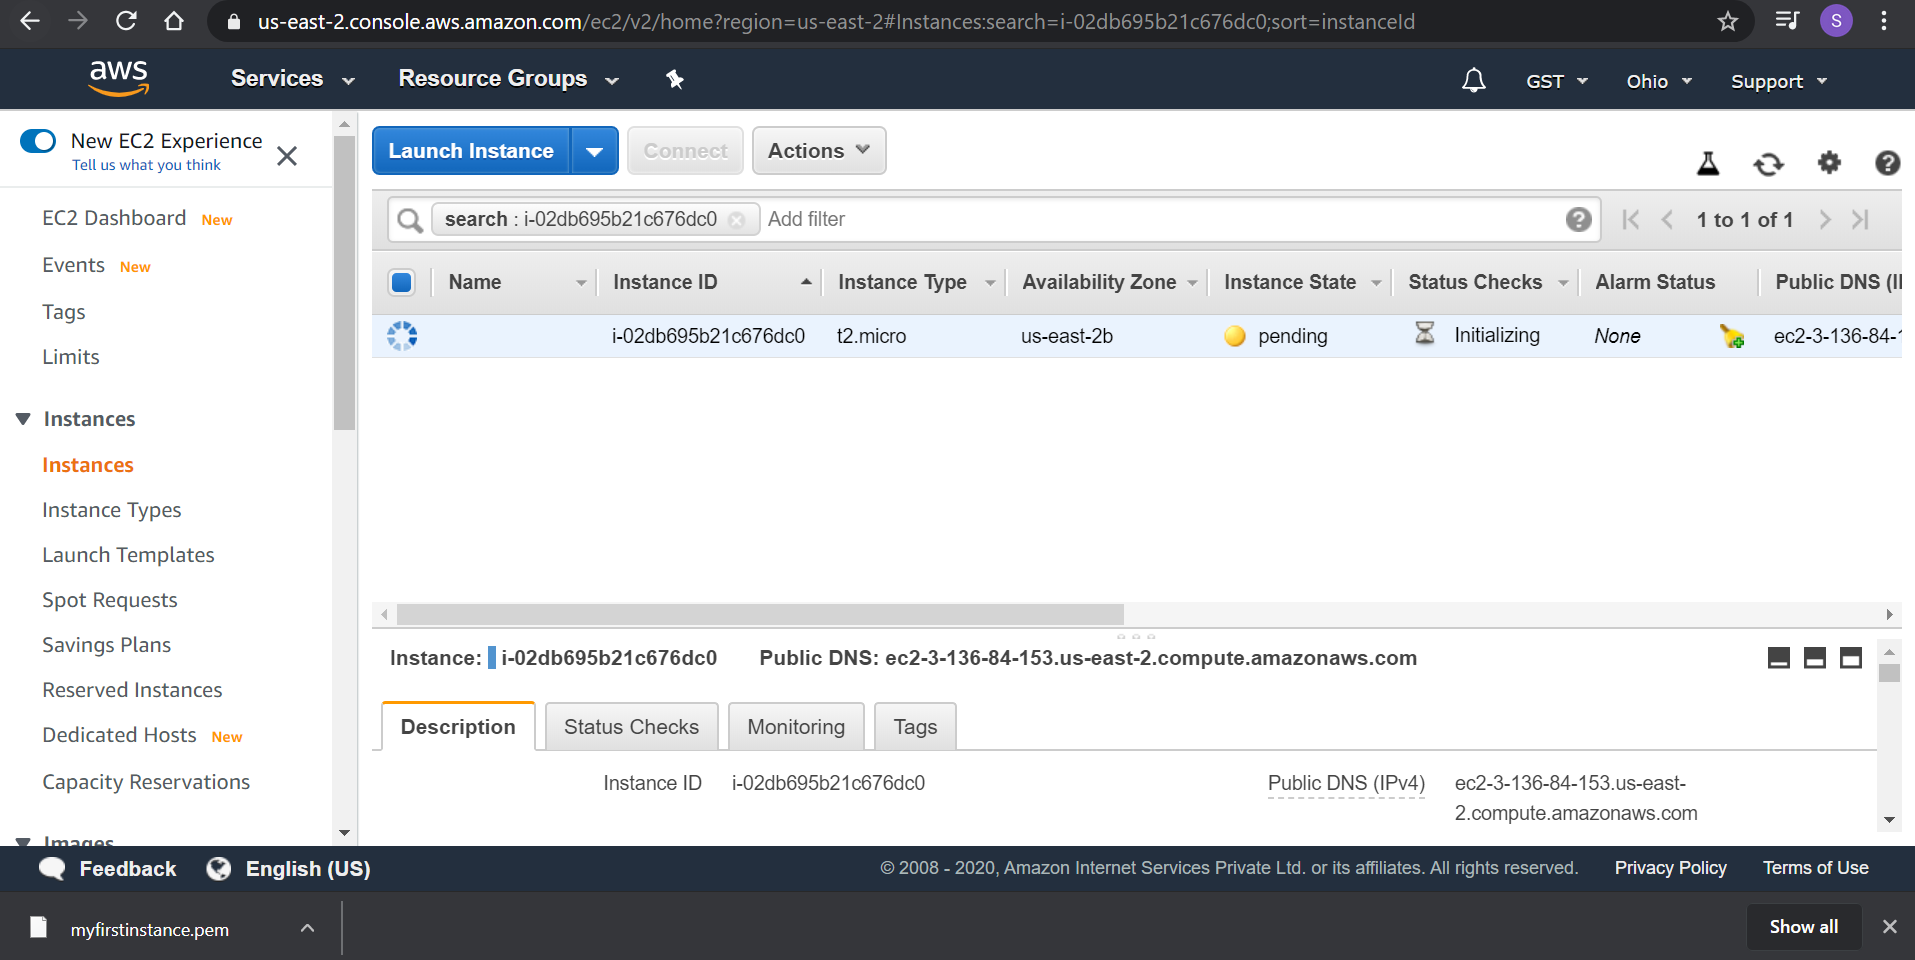 us-east-2.console.aws.amazon.com/ec2/v2/home?region=us-east-2#Instances:search=i-02db695b21c676dc0;sort=instanceId
S
aws
Services
Resource Groups
GST
Ohio
Support
New EC2 Experience
Tell us what you think
EC2 Dashboard New
Events New
Tags
Limits
Instances
Instances
Instance Types
Launch Templates
Spot Requests
Savings Plans
Reserved Instances
Dedicated Hosts New
Capacity Reservations
Images
Launch Instance
Connect
Actions
search : i-02db695b21c676dc0 Add filter
1 to 1 of 1
Name Instance ID Instance Type Availability Zone Instance State Status Checks Alarm Status Public DNS (I
i-02db695b21c676dc0 t2.micro us-east-2b pending Initializing None ec2-3-136-84-1
Instance: i-02db695b21c676dc0 Public DNS: ec2-3-136-84-153.us-east-2.compute.amazonaws.com
Description Status Checks Monitoring Tags
Instance ID i-02db695b21c676dc0
Public DNS (IPv4) ec2-3-136-84-153.us-east-
2.compute.amazonaws.com
Feedback English (US)
© 2008 - 2020, Amazon Internet Services Private Ltd. or its affiliates. All rights reserved. Privacy Policy Terms of Use
myfirstinstance.pem
Show all